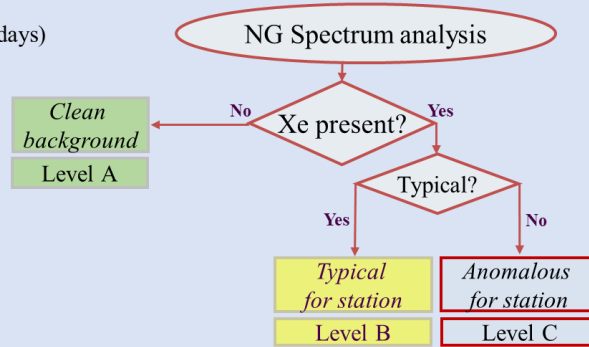 days)
NG Spectrum analysis
No
Yes
Clean
background
Xe present?
Level A
Typical?
Yes
No
Typical
for station
Anomalous
for station
Level B
Level C